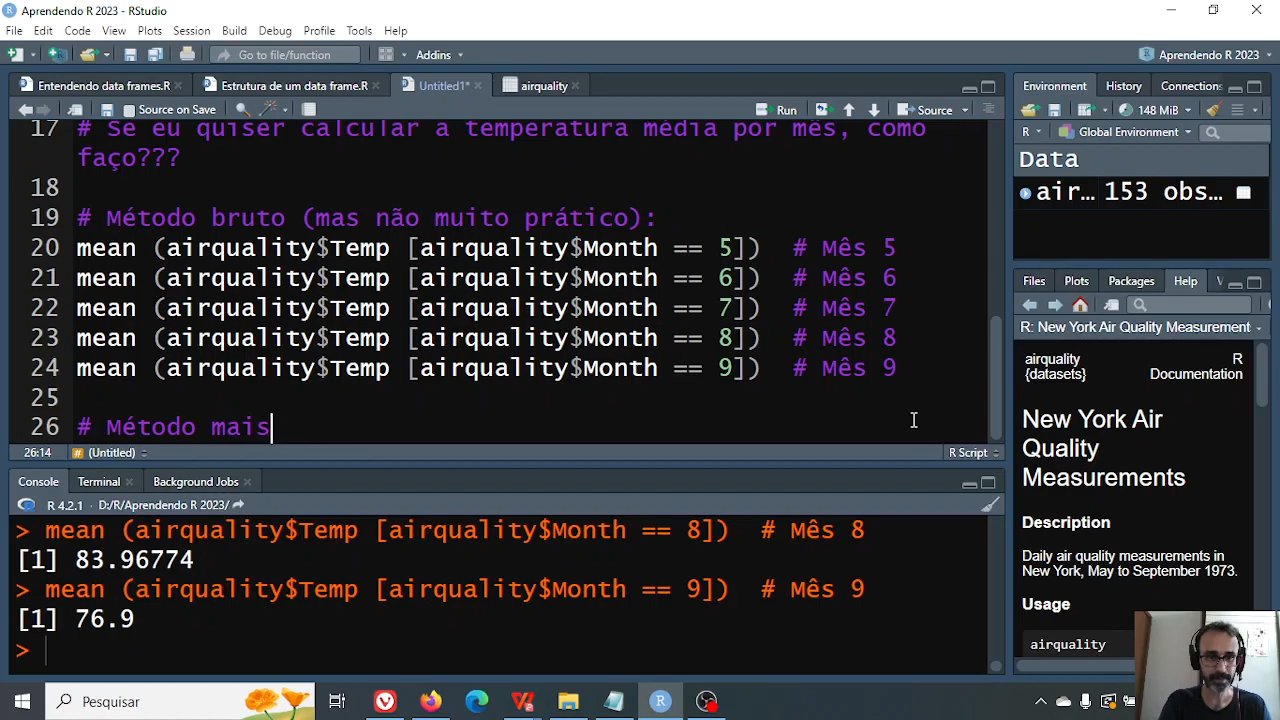 Aprendendo R 2023 - RStudio
File Edit Code View Plots Session Build Debug Profile Tools Help
Go to file/function Addins Aprendendo R 2023
Entendendo data frames.R Estrutura de um data frame.R Untitled1* airquality
Source on Save Run Source
17 # Se eu quiser calcular a temperatura média por mês, como
faço???
18
19 # Método bruto (mas não muito prático):
20 mean (airquality$Temp [airquality$Month == 5]) # Mês 5
21 mean (airquality$Temp [airquality$Month == 6]) # Mês 6
22 mean (airquality$Temp [airquality$Month == 7]) # Mês 7
23 mean (airquality$Temp [airquality$Month == 8]) # Mês 8
24 mean (airquality$Temp [airquality$Month == 9]) # Mês 9
25
26 # Método mais
26:14 (Untitled) R Script
Console Terminal Background Jobs
R 4.2.1 · D:/R/Aprendendo R 2023/
> mean (airquality$Temp [airquality$Month == 8]) # Mês 8
[1] 83.96774
> mean (airquality$Temp [airquality$Month == 9]) # Mês 9
[1] 76.9
>
Environment History Connections
148 MiB
R Global Environment
Data
air... 153 obs...
Files Plots Packages Help V
R: New York Air Quality Measurement
airquality R
{datasets} Documentation
New York Air
Quality
Measurements
Description
Daily air quality measurements in
New York, May to September 1973.
Usage
airquality
Pesquisar